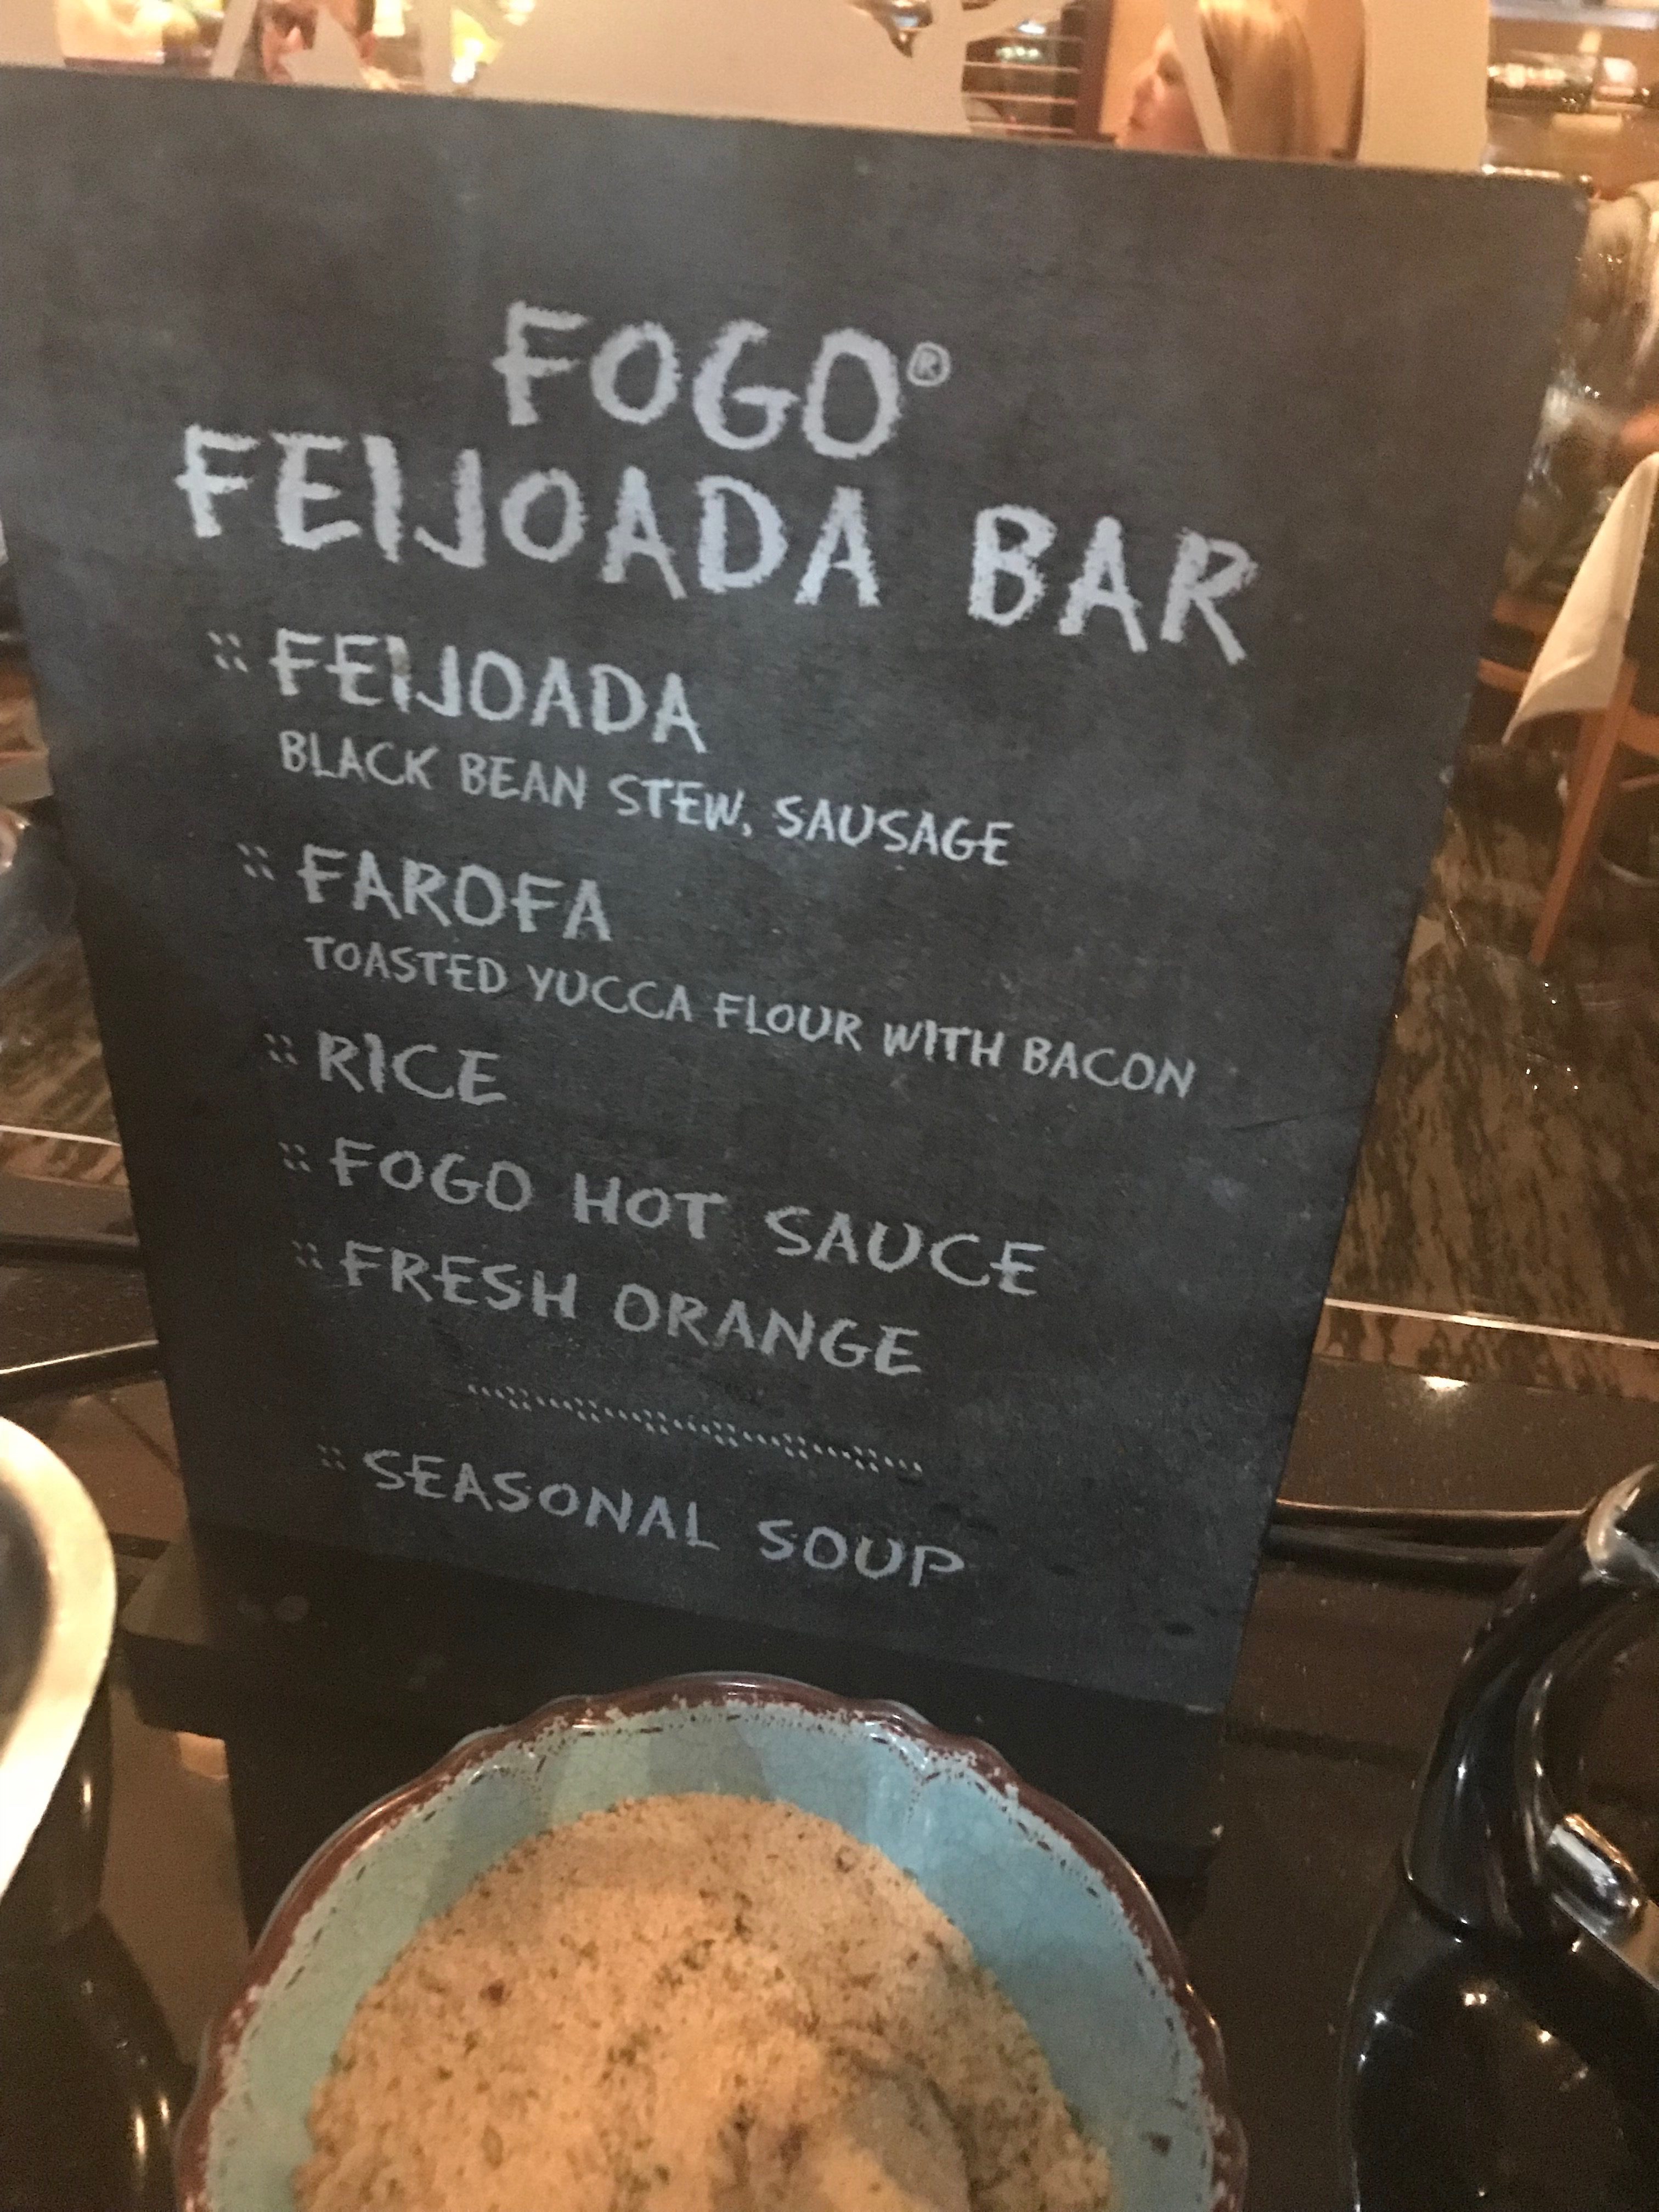 FOGO®
FEIJOADA BAR
FEIJOADA
BLACK BEAN STEW, SAUSAGE
FAROFA
TOASTED YUCCA FLOUR WITH BACON
RICE
FOGO HOT SAUCE
FRESH ORANGE
SEASONAL SOUP